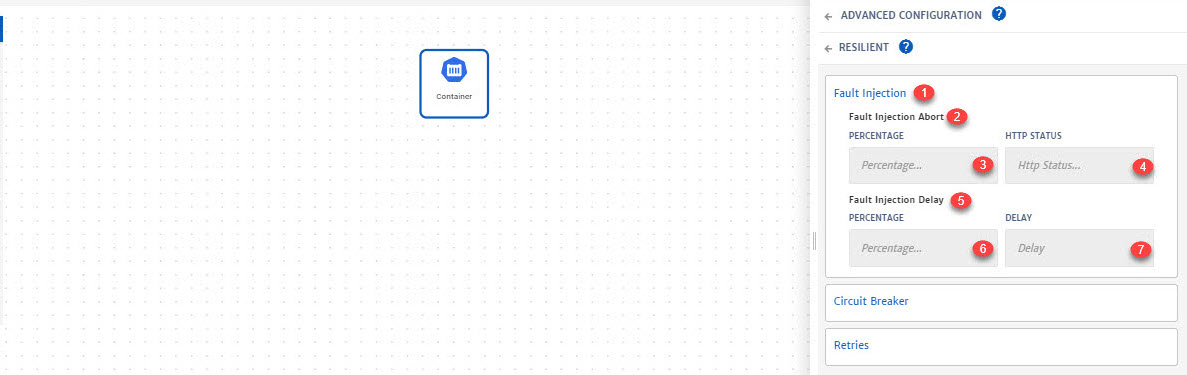 ADVANCED CONFIGURATION ?
RESILIENT ?
Container
Fault Injection 1
Fault Injection Abort 2
PERCENTAGE HTTP STATUS
Percentage... 3 Http Status... 4
Fault Injection Delay 5
PERCENTAGE DELAY
Percentage... 6 Delay 7
Circuit Breaker
Retries